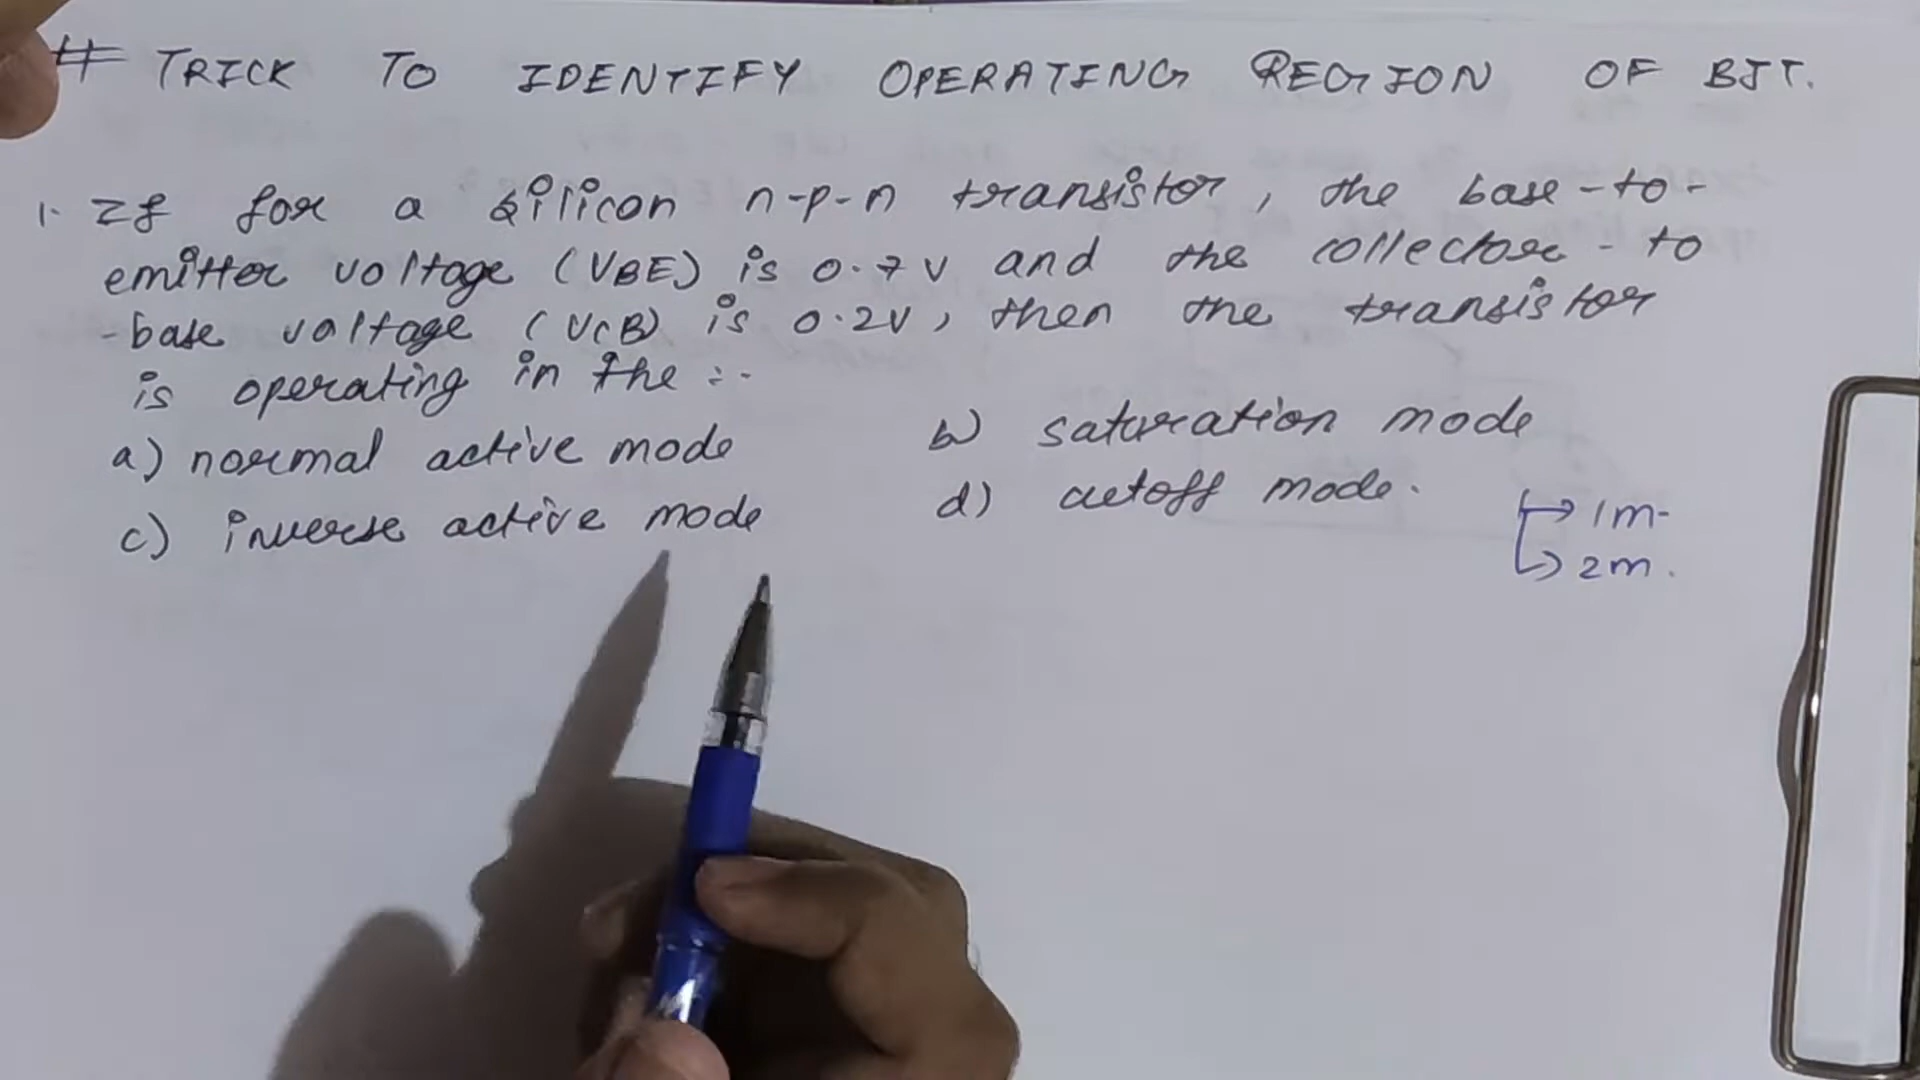 # TRICK TO IDENTIFY OPERATING REGION OF BJT.
1. If for a silicon n-p-n transistor, the base-to-
emitter voltage (VBE) is 0.7V and the collector-to
-base voltage (VCB) is 0.2V, then the transistor
is operating in the :-
a) normal active mode b) saturation mode
c) inverse active mode d) cutoff mode.
→ 1m-
→ 2m.